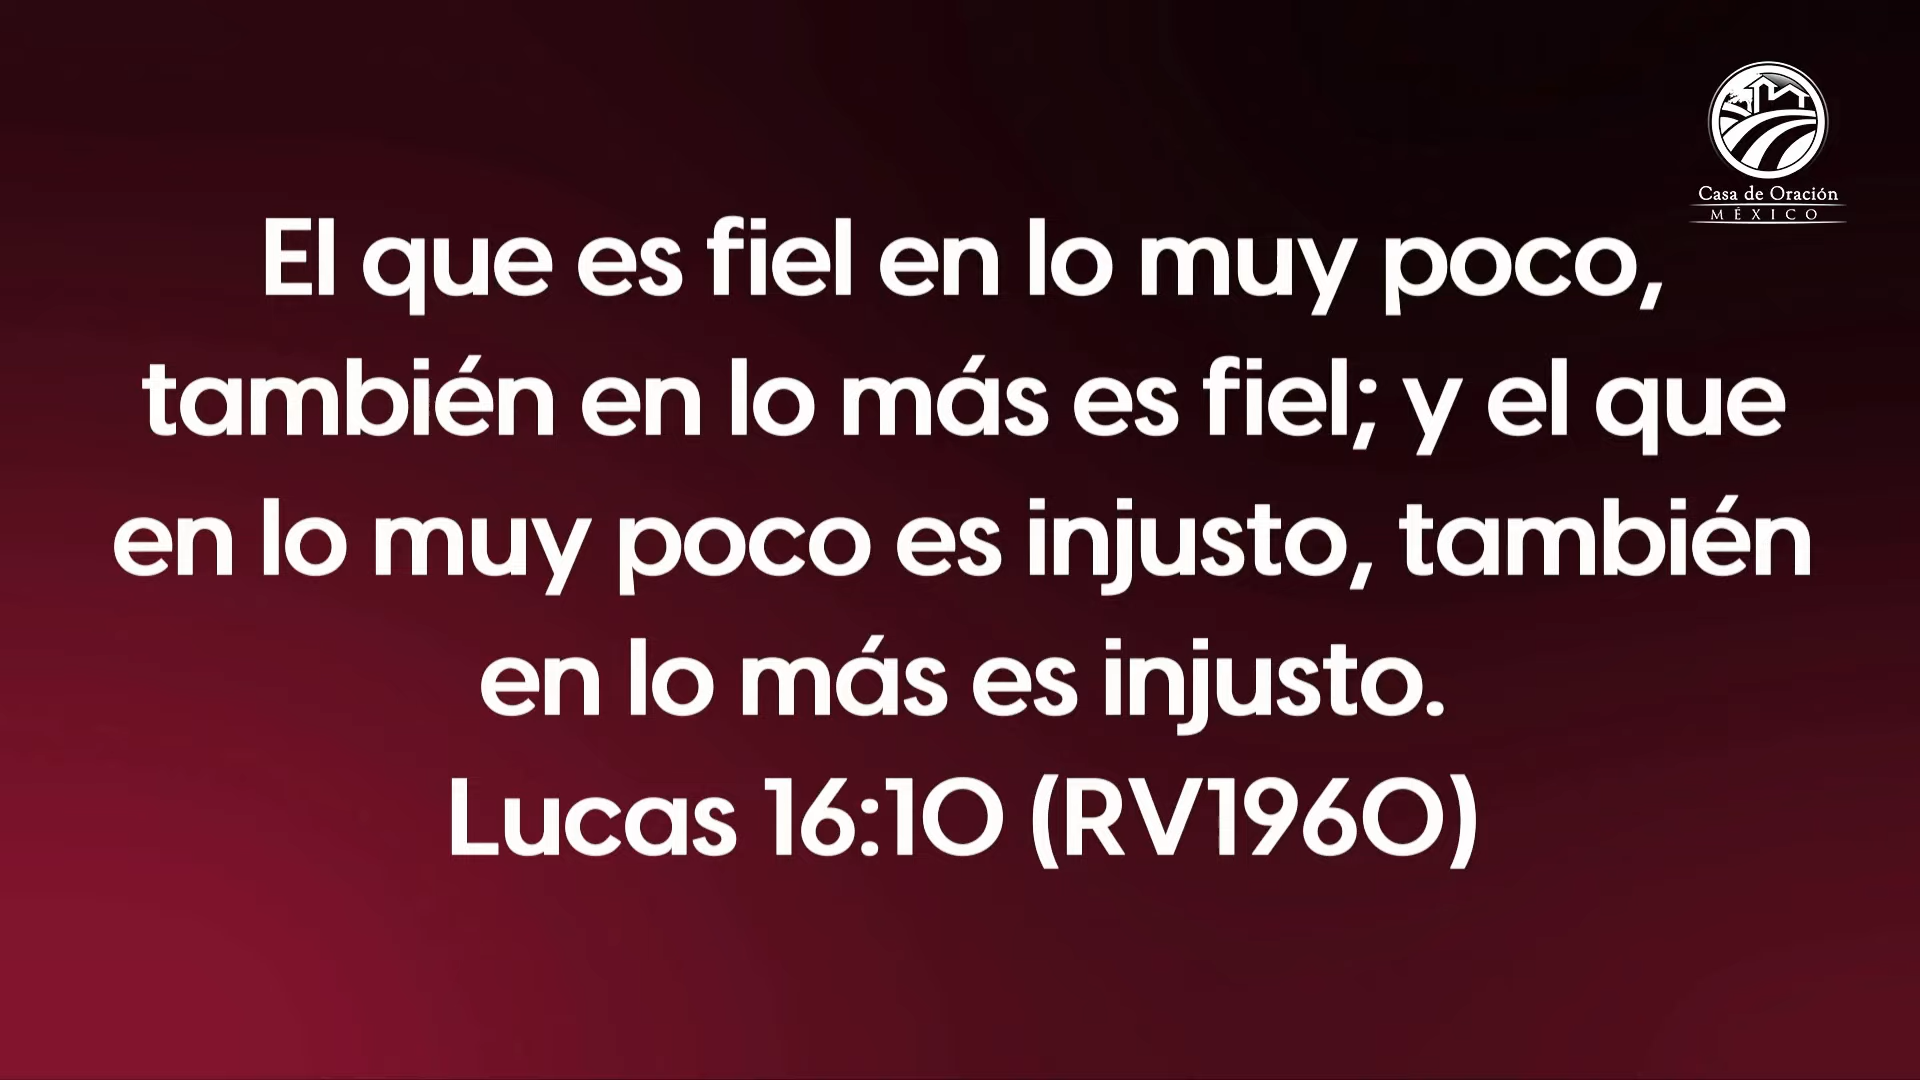 Casa de Oración
MÉXICO
El que es fiel en lo muy poco,
también en lo más es fiel; y el que
en lo muy poco es injusto, también
en lo más es injusto.
Lucas 16:10 (RV1960)